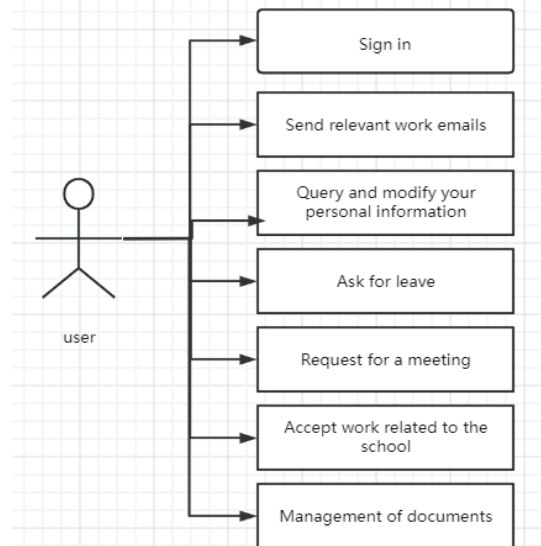 Sign in
Send relevant work emails
Query and modify your
personal information
Ask for leave
user
Request for a meeting
Accept work related to the
school
Management of documents